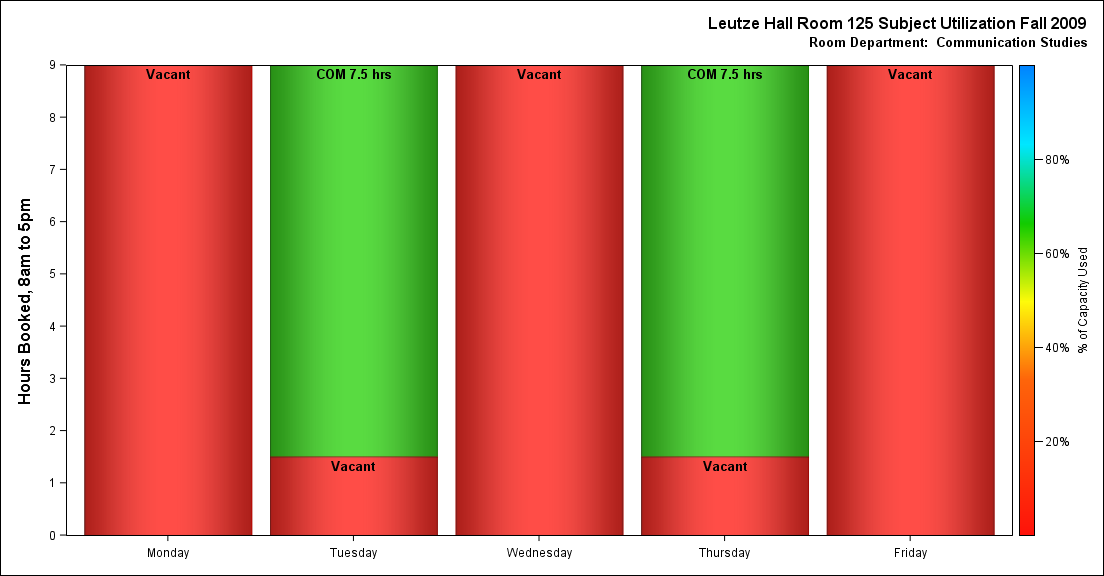 Leutze Hall Room 125 Subject Utilization Fall 2009
Room Department:  Communication Studies
Hours Booked, 8am to 5pm
9
8
7
6
5
4
3
2
1
0
Vacant
COM 7.5 hrs
Vacant
COM 7.5 hrs
Vacant
Vacant
Vacant
Monday
Tuesday
Wednesday
Thursday
Friday
80%
60%
40%
20%
% of Capacity Used